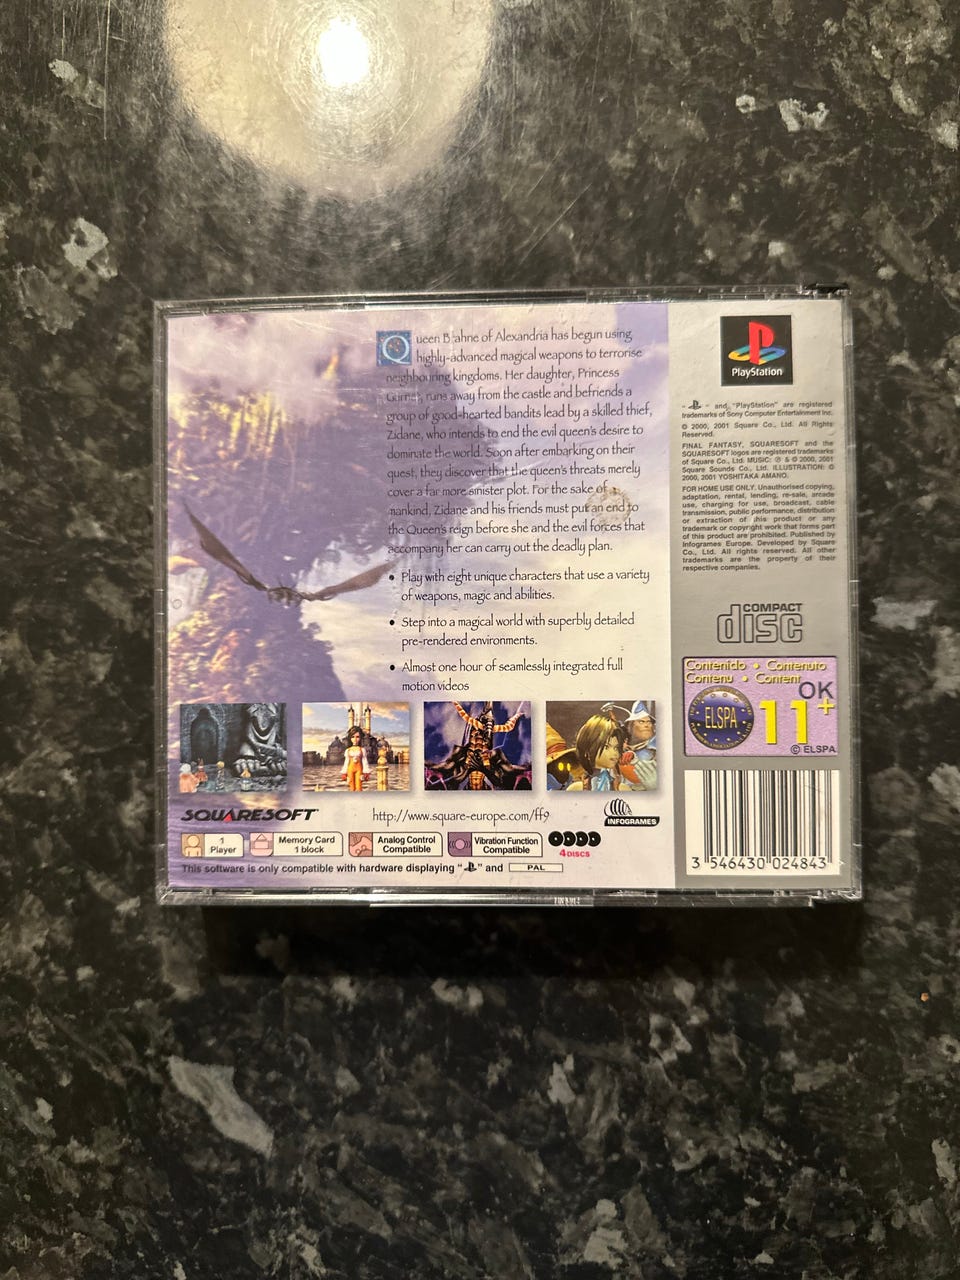 Queen Brahne of Alexandria has begun using
highly-advanced magical weapons to terrorise
neighbouring kingdoms. Her daughter, Princess
Garnet, runs away from the castle and befriends a
group of good-hearted bandits lead by a skilled thief,
Zidane, who intends to end the evil queen's desire to
dominate the world. Soon after embarking on their
quest, they discover that the queen's threats merely
cover a far more sinister plot. For the sake of
mankind, Zidane and his friends must put an end to
the Queen's reign before she and the evil forces that
accompany her can carry out the deadly plan.
• Play with eight unique characters that use a variety
of weapons, magic and abilities.
• Step into a magical world with superbly detailed
pre-rendered environments.
• Almost one hour of seamlessly integrated full
motion videos
SQUARESOFT
http://www.square-europe.com/ff9
INFOGRAMES
1
Player
Memory Card
1 block
Analog Control
Compatible
Vibration Function
Compatible
4 DISCS
This software is only compatible with hardware displaying " " and PAL
PlayStation
" " and "PlayStation" are registered
trademarks of Sony Computer Entertainment Inc.
© 2000, 2001 Square Co., Ltd. All Rights
Reserved.
FINAL FANTASY, SQUARESOFT and the
SQUARESOFT logos are registered trademarks
of Square Co., Ltd. MUSIC: ℗ & © 2000, 2001
Square Sounds Co., Ltd. ILLUSTRATION: ©
2000, 2001 YOSHITAKA AMANO.
FOR HOME USE ONLY. Unauthorised copying,
adaptation, rental, lending, re-sale, arcade
use, charging for use, broadcast, cable
transmission, public performance, distribution
or extraction of this product or any
trademark or copyright work that forms part
of this product are prohibited. Published by
Infogrames Europe. Developed by Square
Co., Ltd. All rights reserved. All other
trademarks are the property of their
respective companies.
COMPACT
disc
Contenido • Contenuto
Contenu • Content
OK
ELSPA
11+
© ELSPA
3 546430 024843